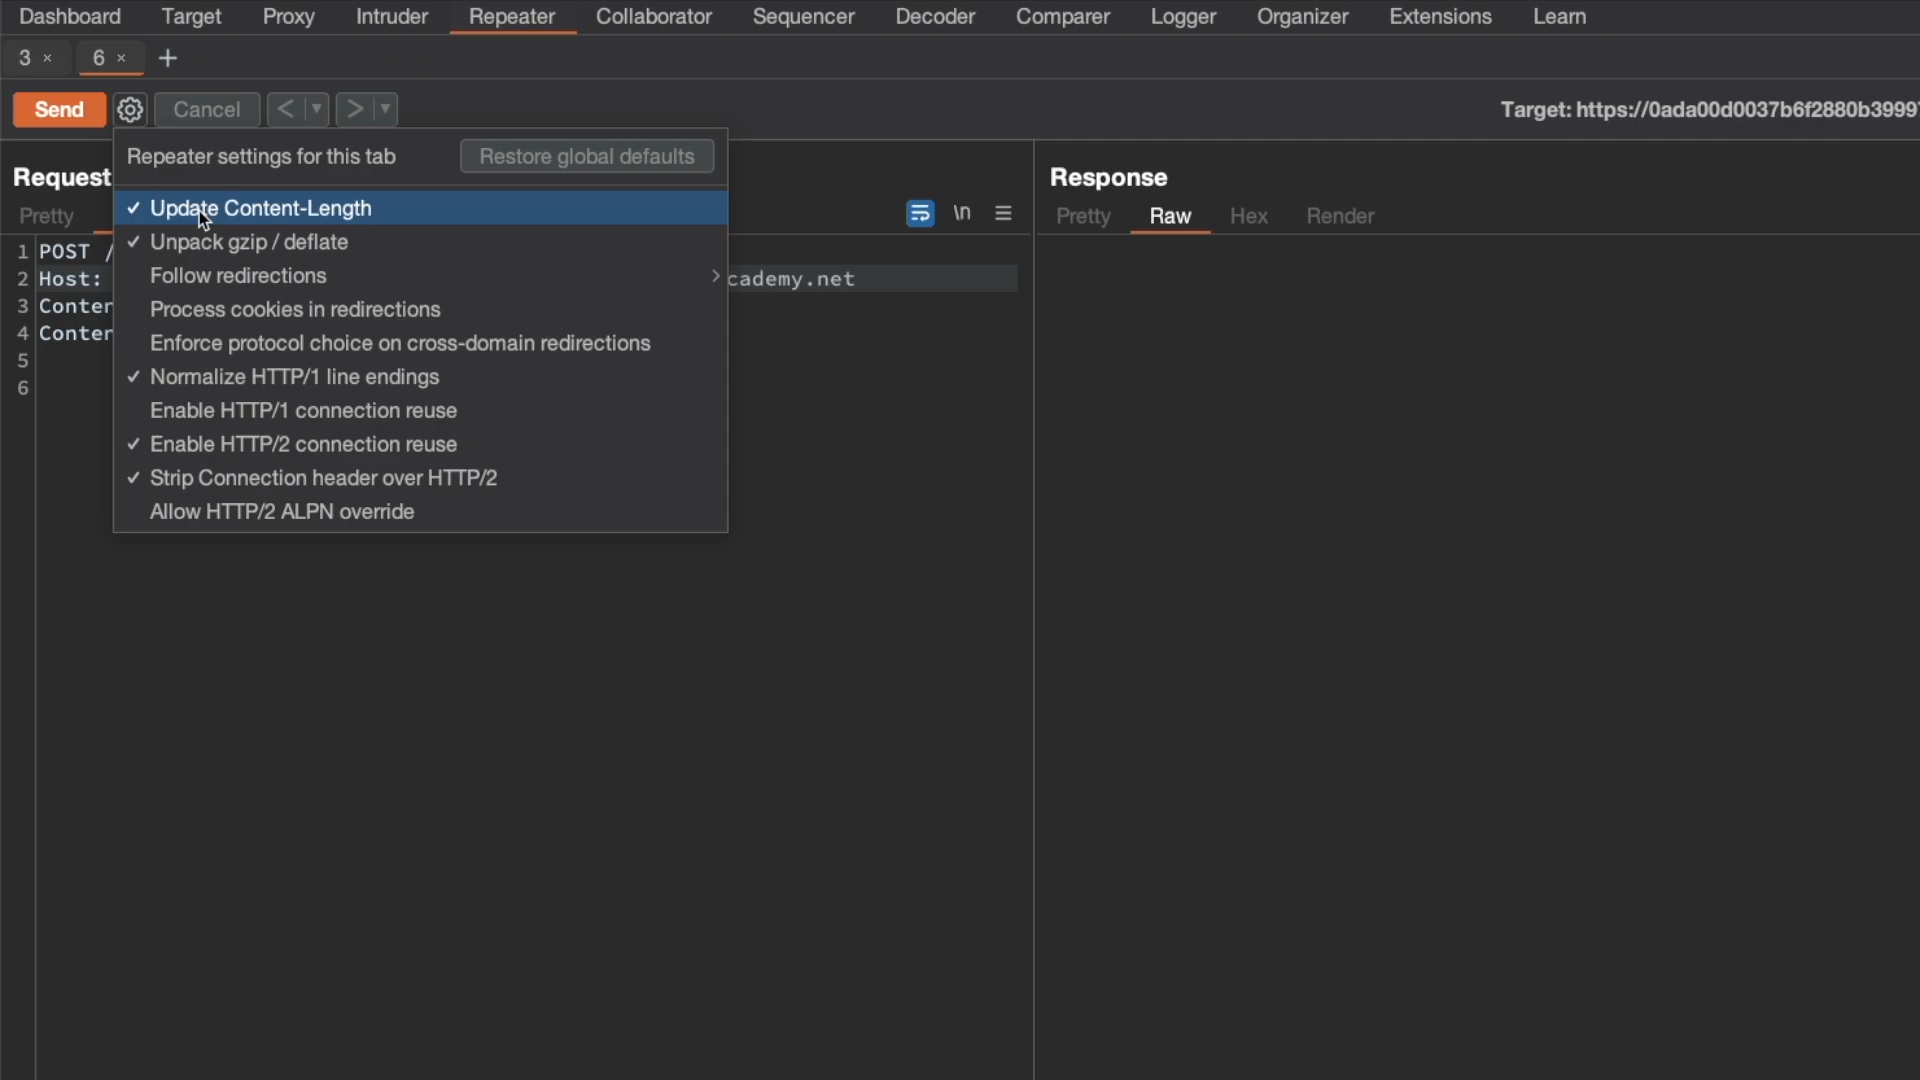 Dashboard Target Proxy Intruder Repeater Collaborator Sequencer Decoder Comparer Logger Organizer Extensions Learn
3 × 6 × +
Send Cancel < ▾ > ▾ Target: https://0ada00d0037b6f2880b3999
Repeater settings for this tab Restore global defaults
Request
Pretty \n
✓ Update Content-Length
✓ Unpack gzip / deflate
Follow redirections >
Process cookies in redirections
Enforce protocol choice on cross-domain redirections
✓ Normalize HTTP/1 line endings
Enable HTTP/1 connection reuse
✓ Enable HTTP/2 connection reuse
✓ Strip Connection header over HTTP/2
Allow HTTP/2 ALPN override
1 POST /
2 Host: cademy.net
3 Conten
4 Conten
5
6
Response
Pretty Raw Hex Render